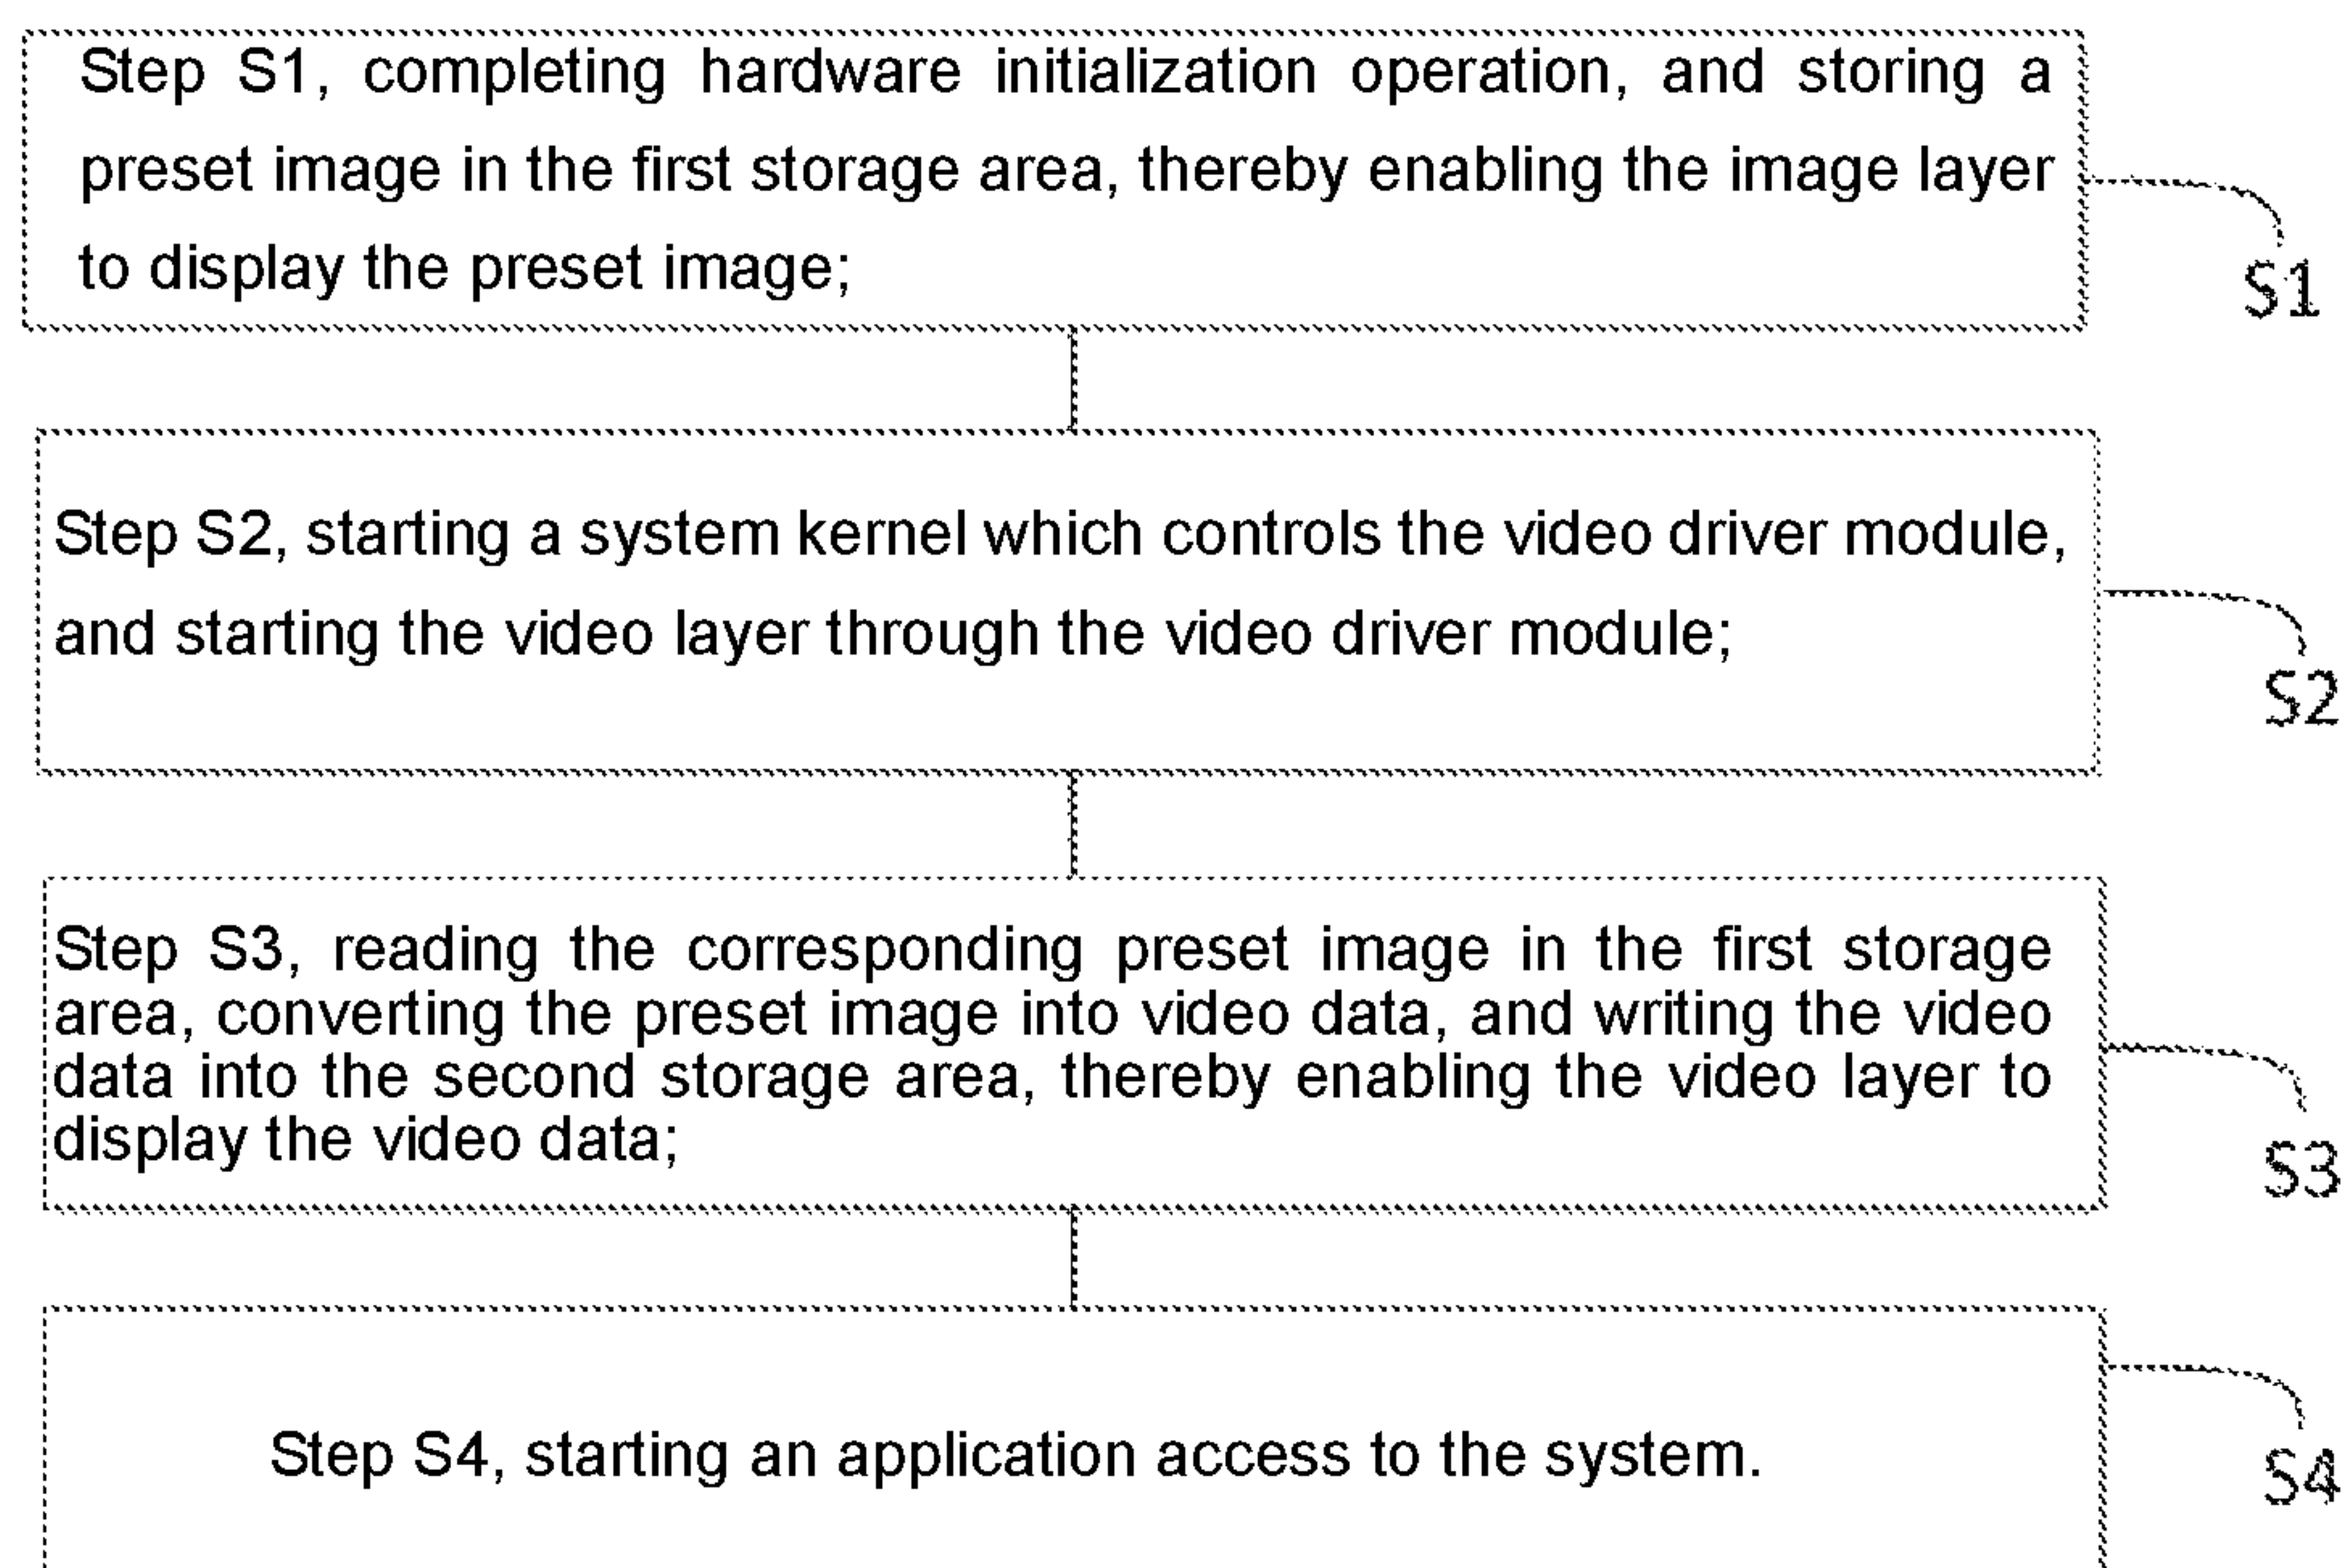 Step S1, completing hardware initialization operation, and storing a
preset image in the first storage area, thereby enabling the image layer
to display the preset image;
S1
Step S2, starting a system kernel which controls the video driver module,
and starting the video layer through the video driver module;
S2
Step S3, reading the corresponding preset image in the first storage
area, converting the preset image into video data, and writing the video
data into the second storage area, thereby enabling the video layer to
display the video data;
S3
Step S4, starting an application access to the system.
S4